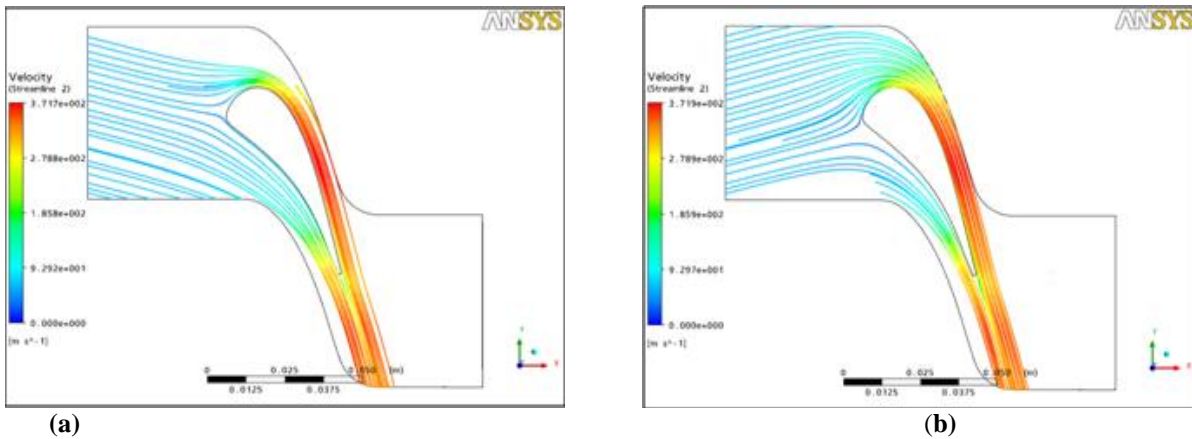 ANSYS
Velocity
(Streamline 2)
3.717e+002
2.788e+002
1.858e+002
9.292e+001
0.000e+000
[m s^-1]
0 0.025 0.050 (m)
0.0125 0.0375
Y
X
(a)
ANSYS
Velocity
(Streamline 2)
3.719e+002
2.789e+002
1.859e+002
9.297e+001
0.000e+000
[m s^-1]
0 0.025 0.050 (m)
0.0125 0.0375
Y
X
(b)